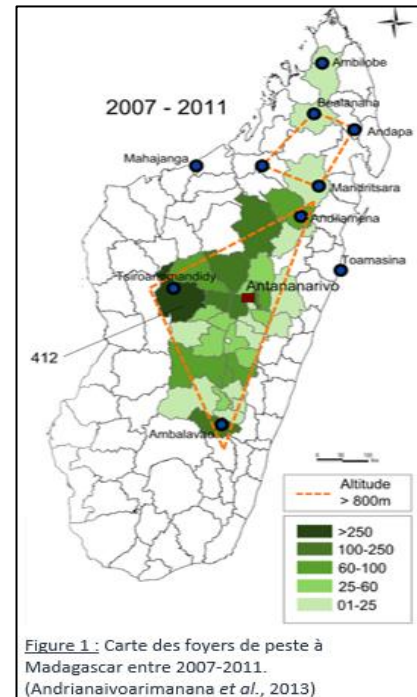 Ambilobe
2007 - 2011
Bealanana
Andapa
Mahajanga
Mandritsara
Andilamena
Toamasina
Tsiroanomandidy
Antananarivo
412
Ambalavao
Altitude
> 800m
>250
100-250
60-100
25-60
01-25
Figure 1 : Carte des foyers de peste à
Madagascar entre 2007-2011.
(Andrianaivoarimanana et al., 2013)